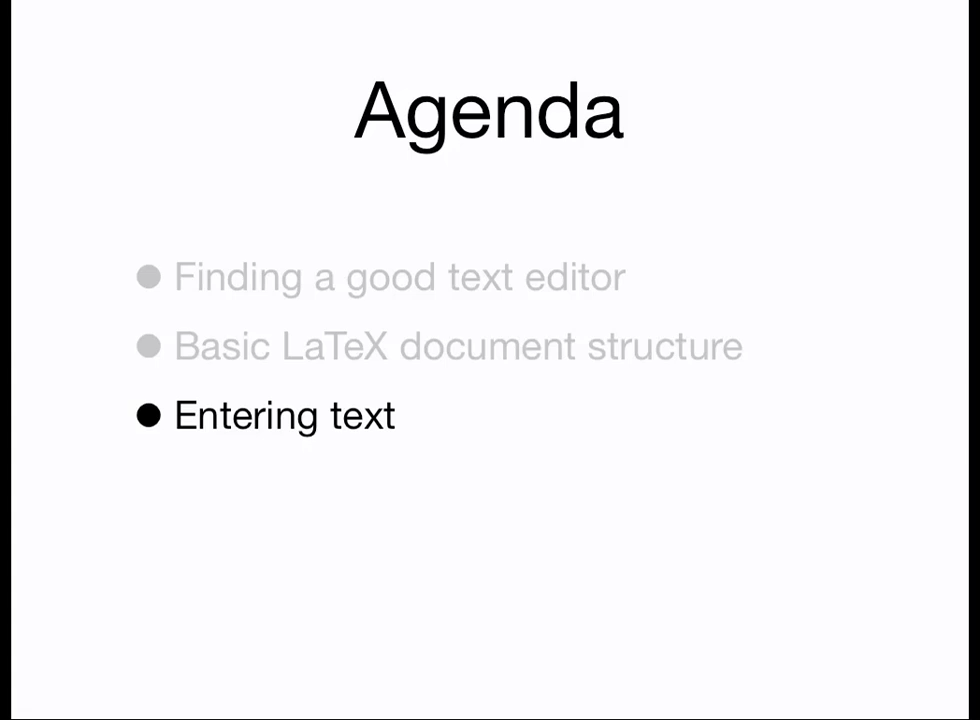 Agenda
● Finding a good text editor
● Basic LaTeX document structure
● Entering text